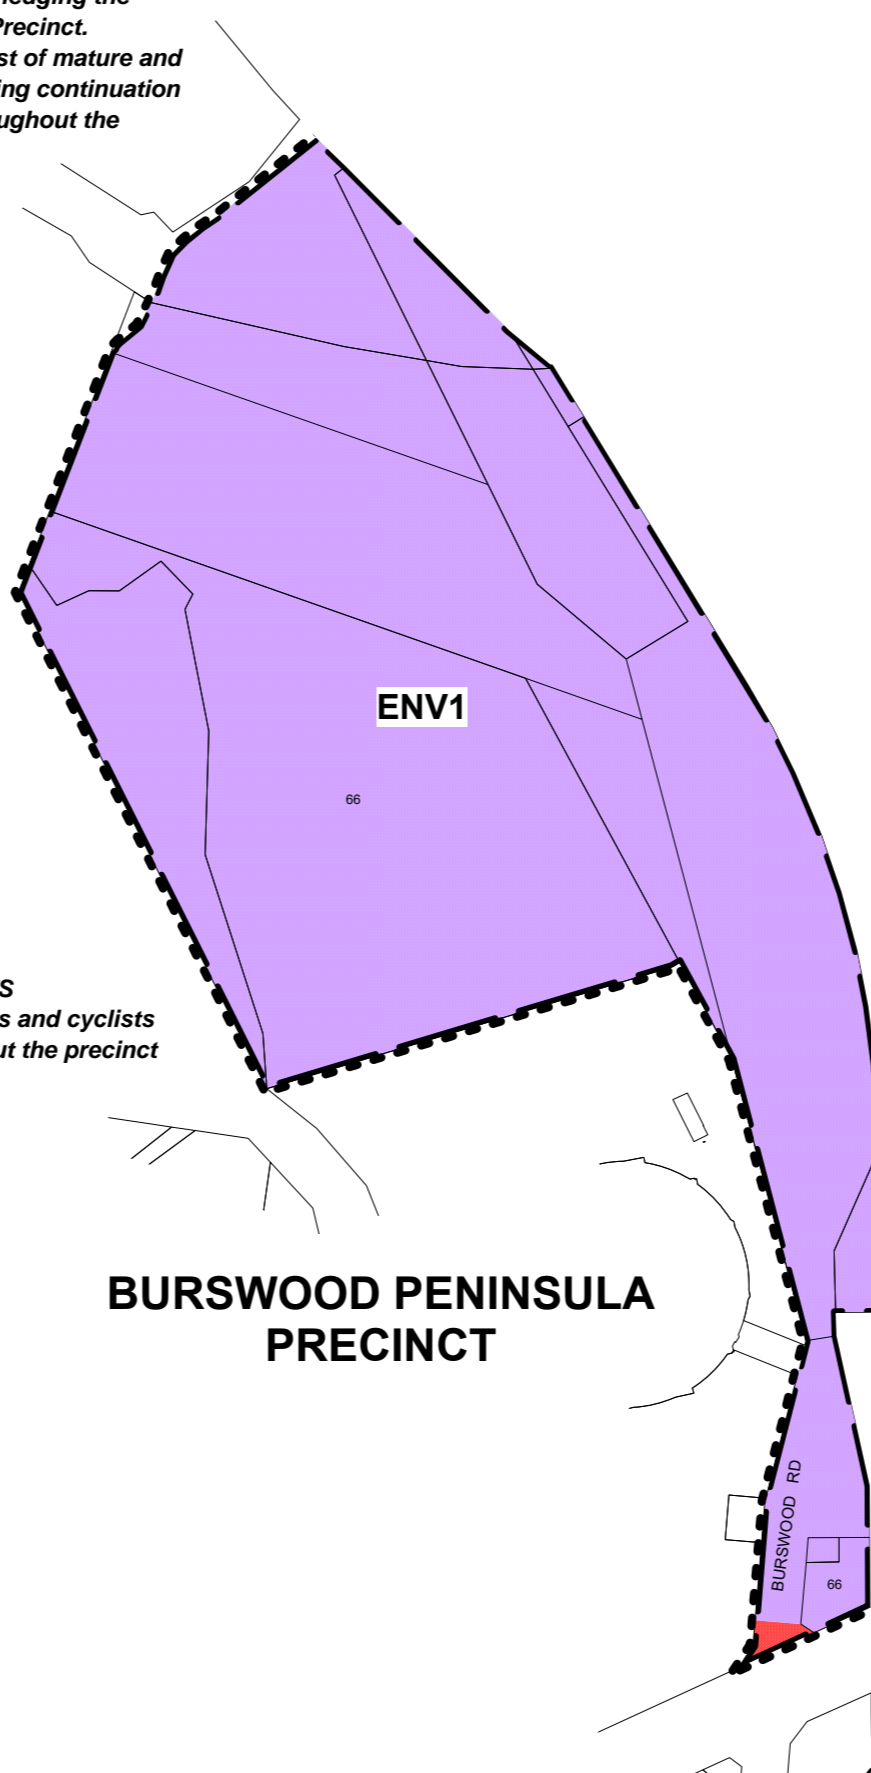 Precinct.
st of mature and
ing continuation
ughout the
ENV1
66
S
s and cyclists
ut the precinct
BURSWOOD PENINSULA
PRECINCT
BURSWOOD RD
66